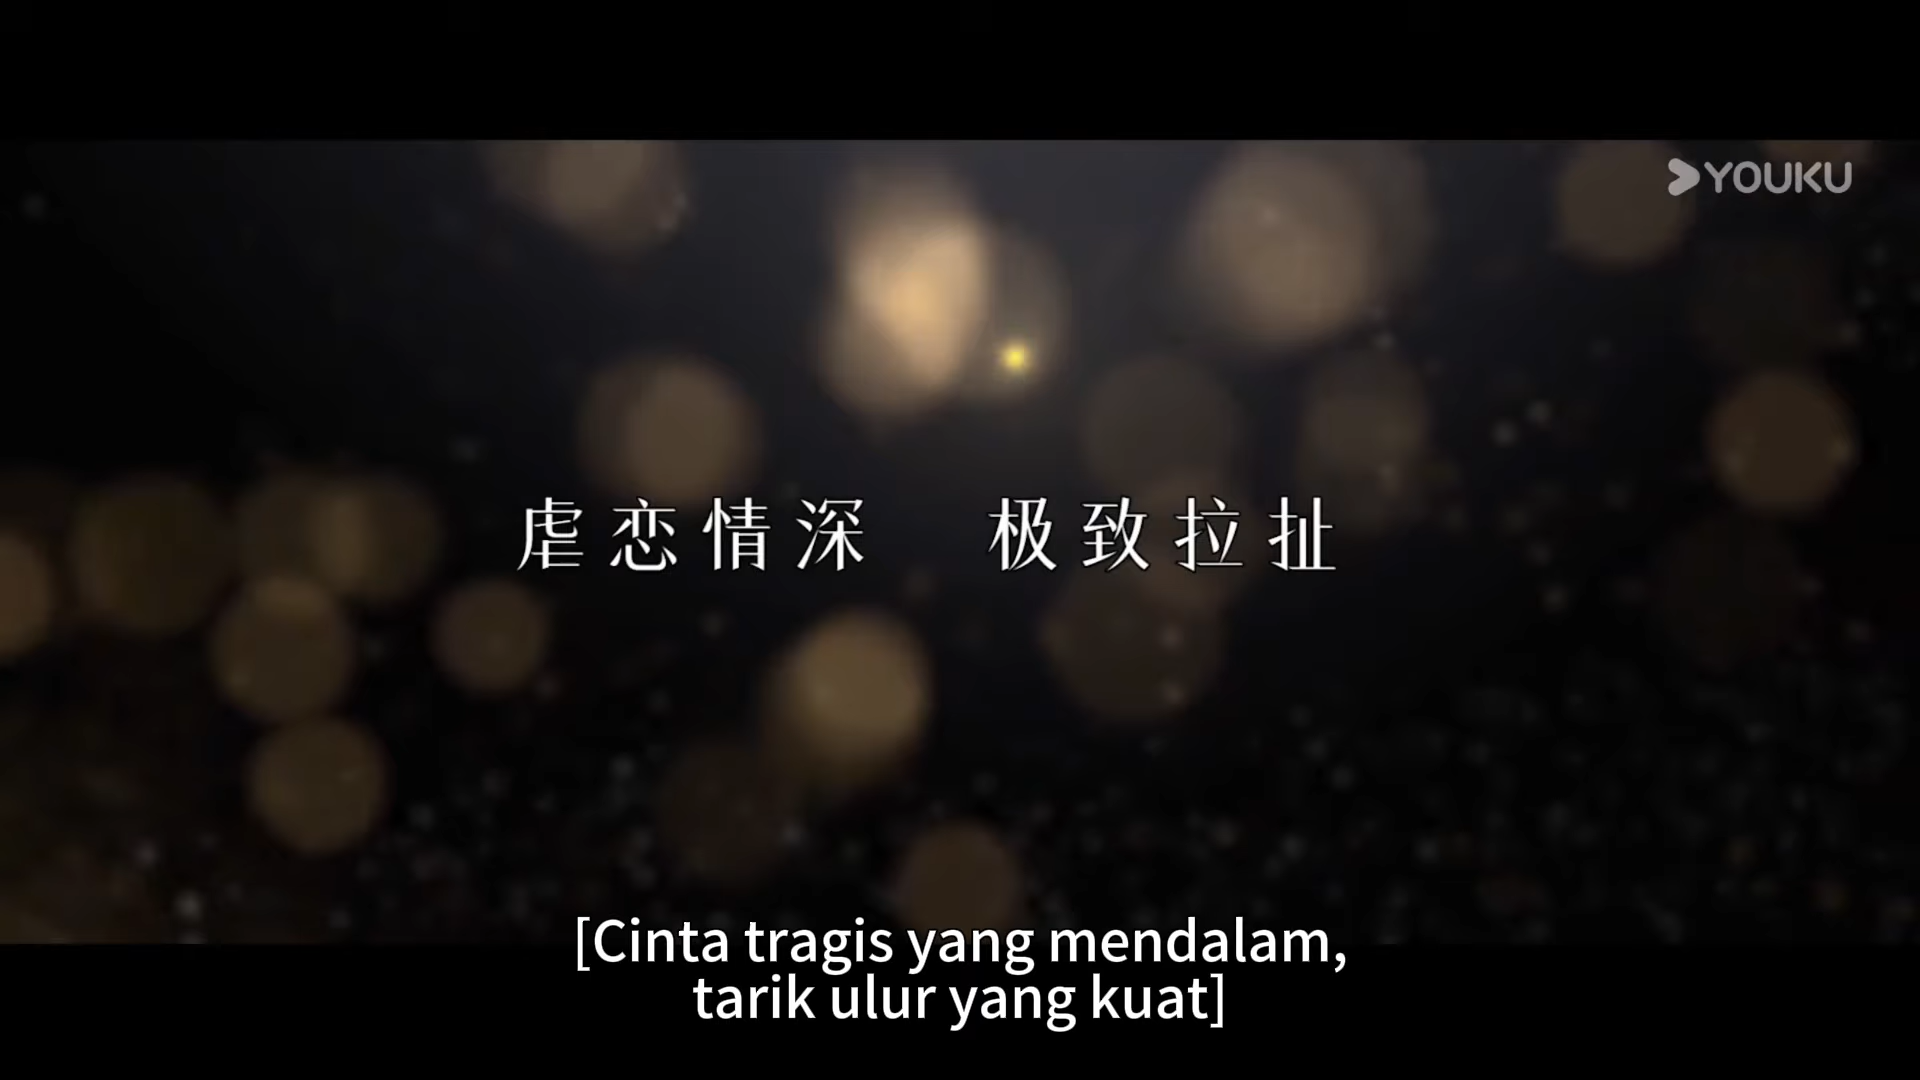 YOUKU
虐恋情深 极致拉扯
[Cinta tragis yang mendalam,
tarik ulur yang kuat]